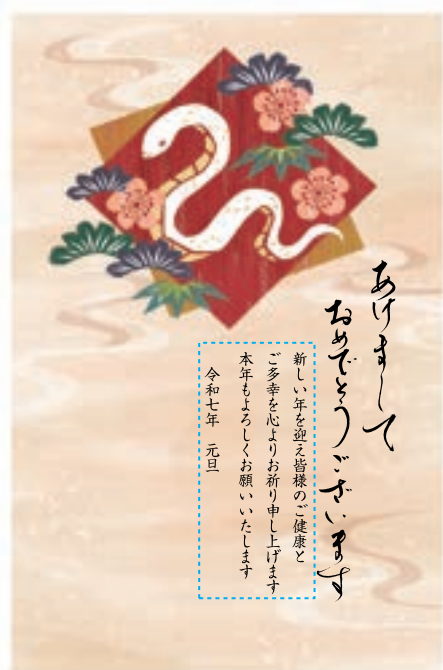 あけまして
おめでとうございます
新しい年を迎え皆様のご健康と
ご多幸を心よりお祈り申し上げます
本年もよろしくお願いいたします
令和七年　元旦